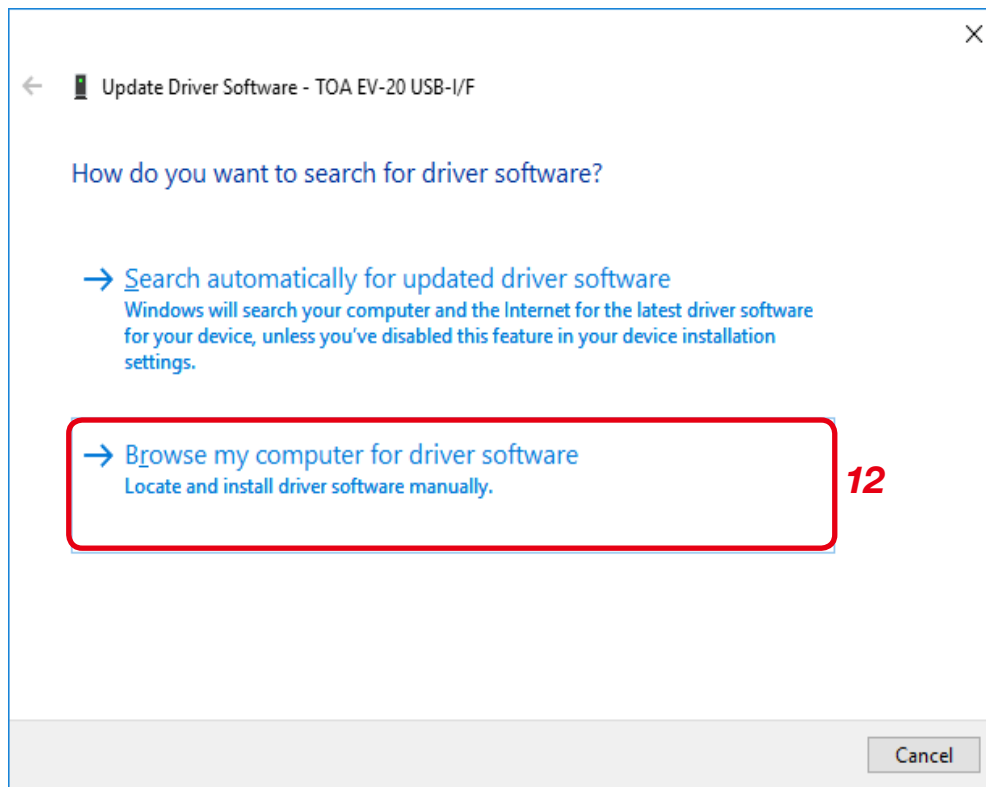 Update Driver Software - TOA EV-20 USB-I/F
How do you want to search for driver software?
Search automatically for updated driver software
Windows will search your computer and the Internet for the latest driver software
for your device, unless you've disabled this feature in your device installation
settings.
Browse my computer for driver software
Locate and install driver software manually.
12
Cancel